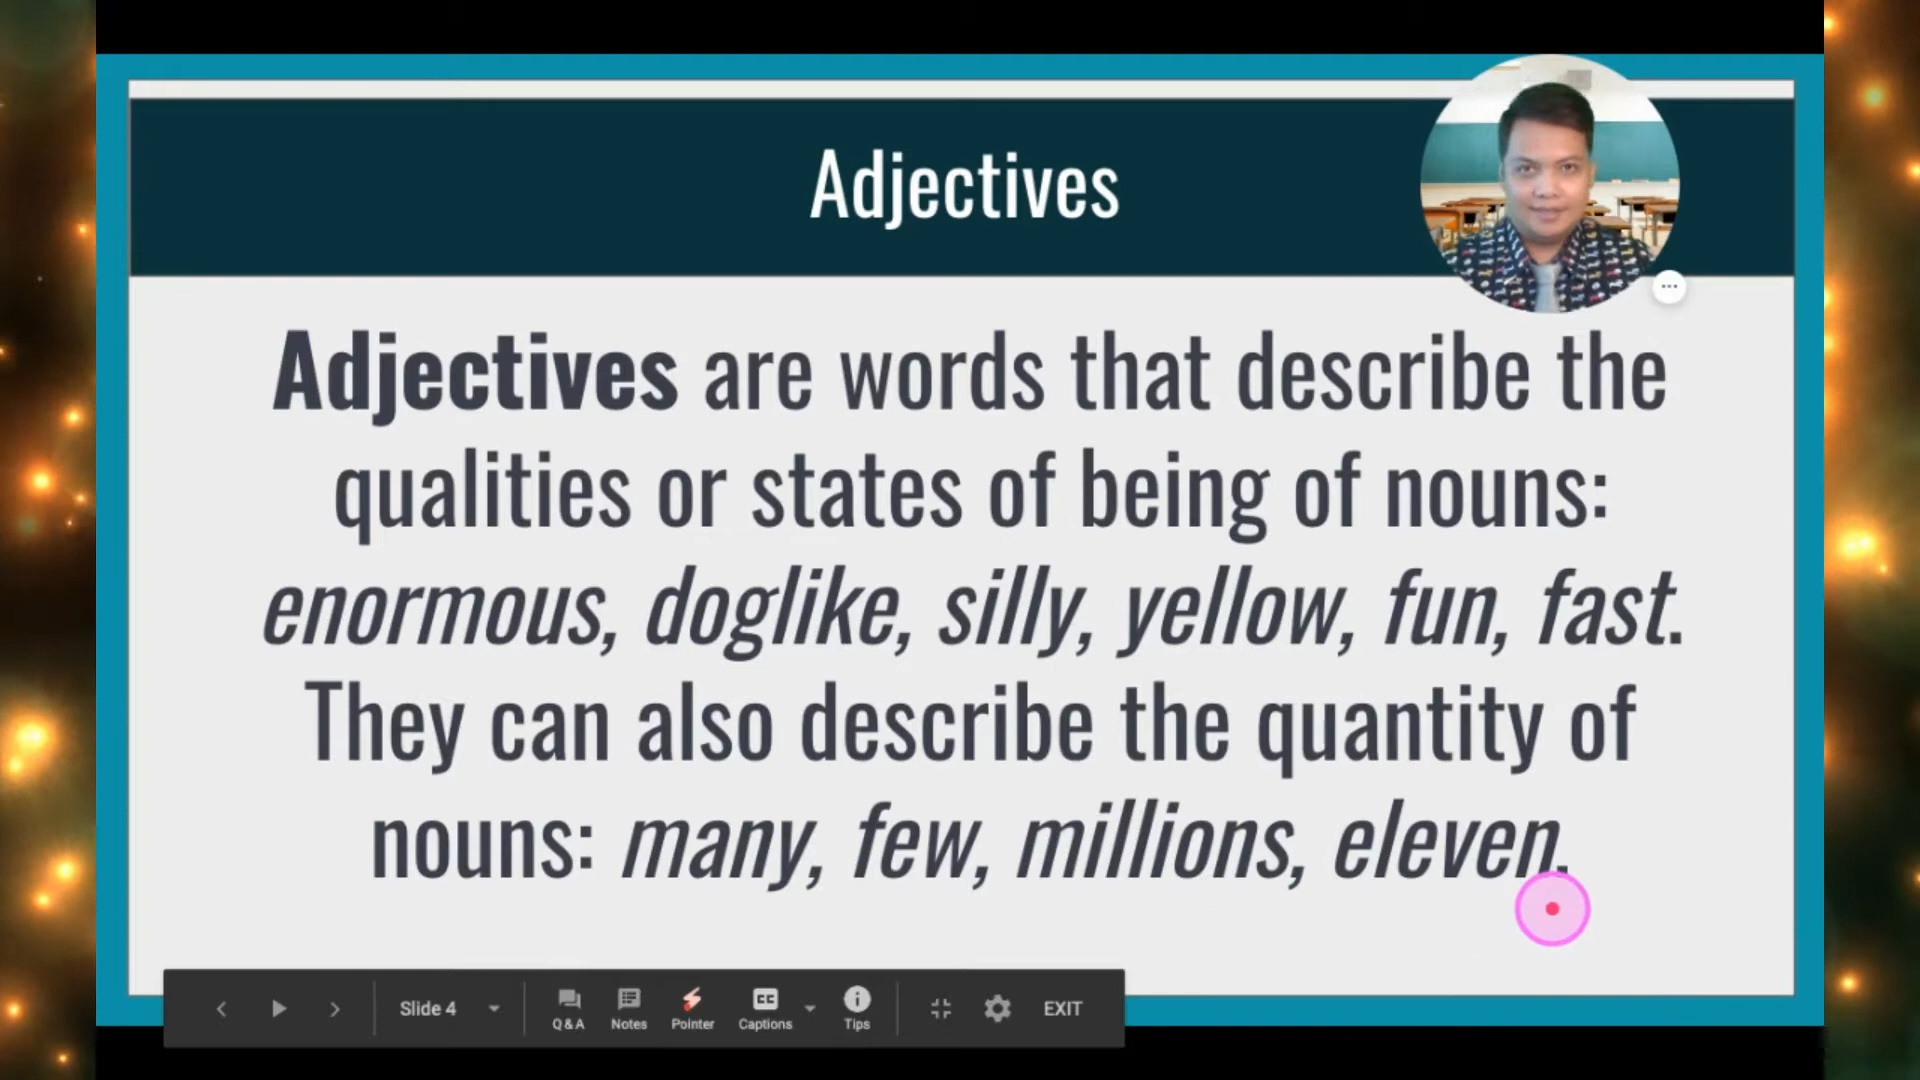 Adjectives
Adjectives are words that describe the
qualities or states of being of nouns:
enormous, doglike, silly, yellow, fun, fast.
They can also describe the quantity of
nouns: many, few, millions, eleven.
Slide 4
Q&A
Notes
Pointer
CC
Captions
Tips
EXIT